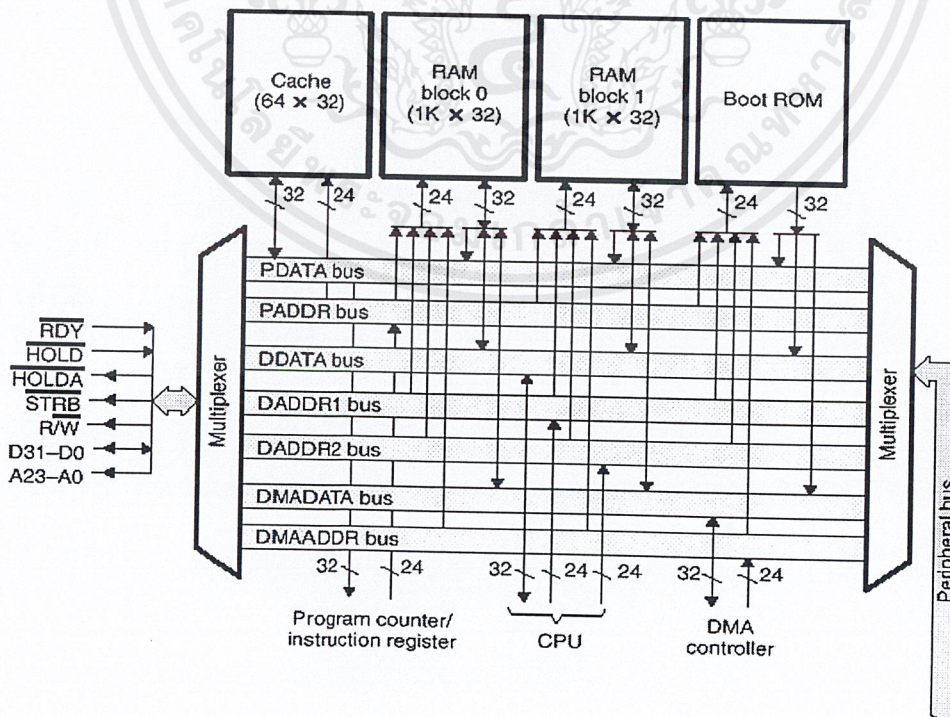 Cache
(64 × 32)
RAM
block 0
(1K × 32)
RAM
block 1
(1K × 32)
Boot ROM
32
24
24
32
24
32
24
32
PDATA bus
PADDR bus
DDATA bus
DADDR1 bus
DADDR2 bus
DMADATA bus
DMAADDR bus
Multiplexer
Multiplexer
RDY
HOLD
HOLDA
STRB
R/W
D31–D0
A23–A0
32
24
32
24
24
32
24
Program counter/
instruction register
CPU
DMA
controller
Peripheral bus